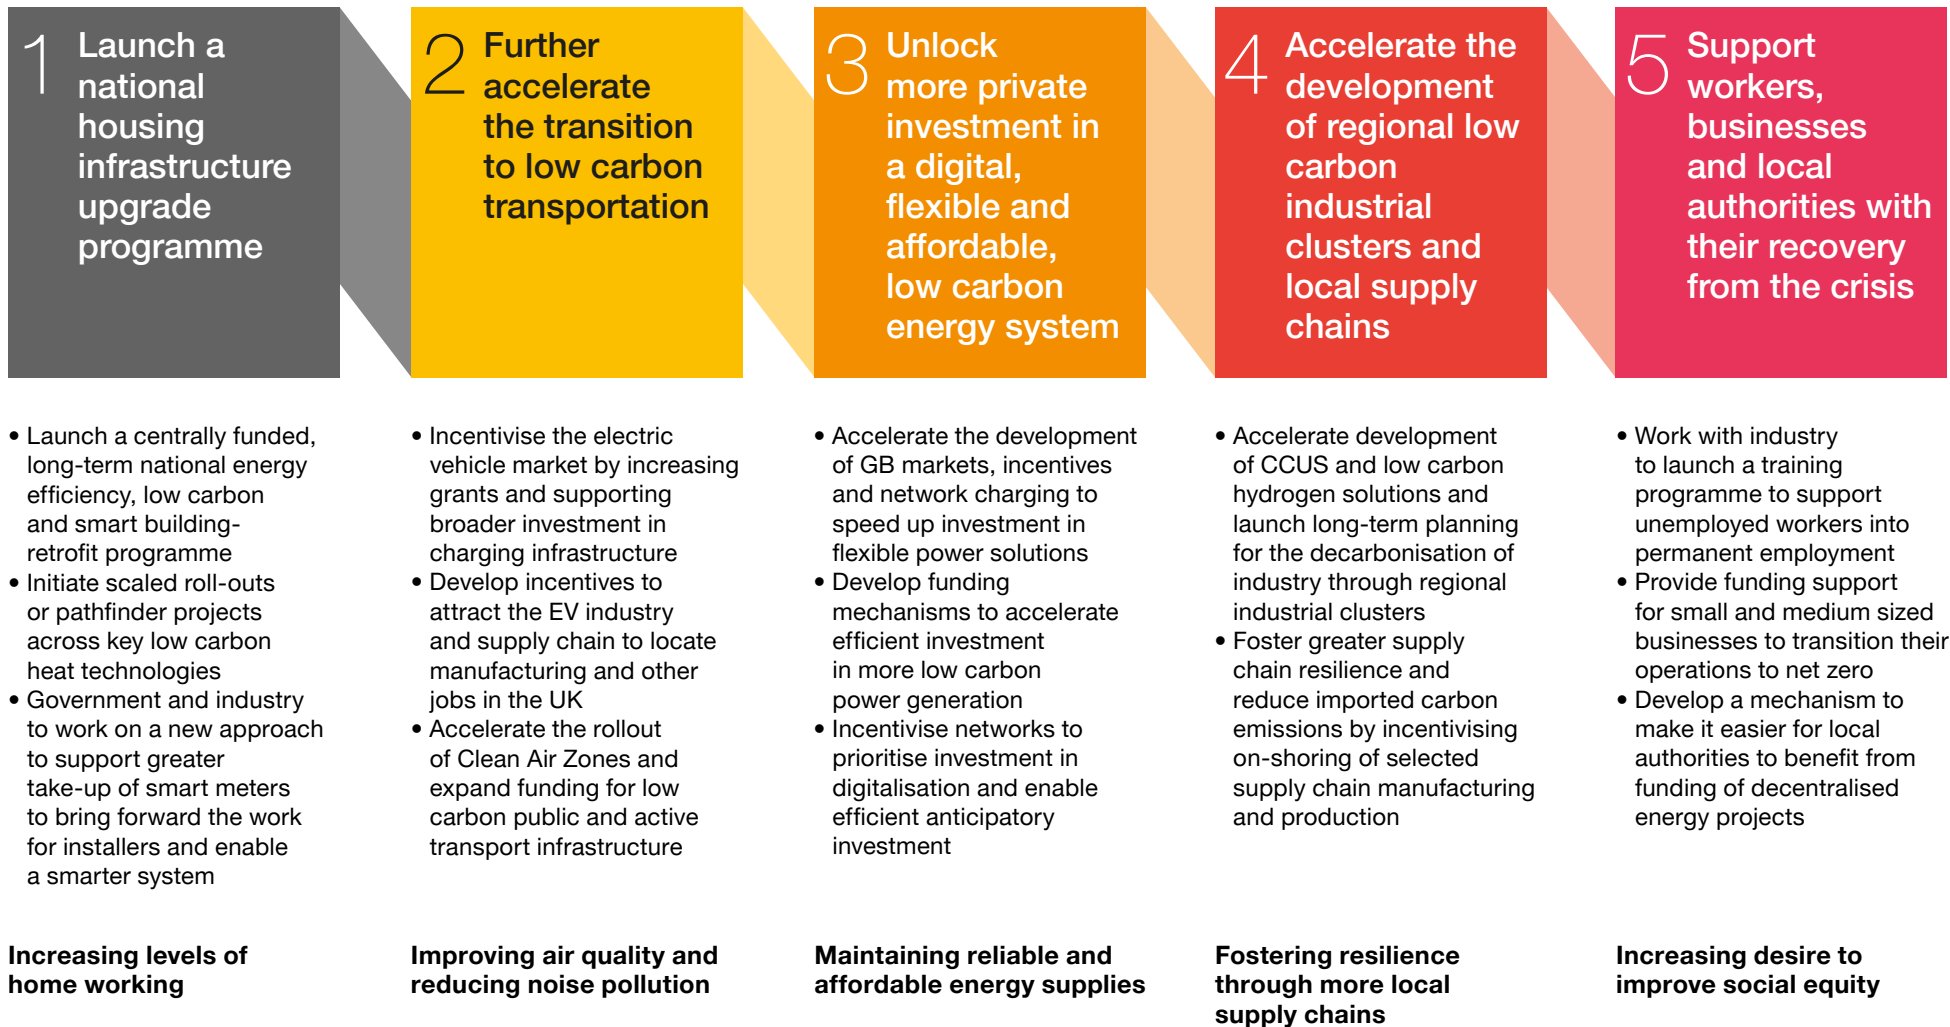 1 Launch a
national
housing
infrastructure
upgrade
programme
• Launch a centrally funded,
long-term national energy
efficiency, low carbon
and smart building-
retrofit programme
• Initiate scaled roll-outs
or pathfinder projects
across key low carbon
heat technologies
• Government and industry
to work on a new approach
to support greater
take-up of smart meters
to bring forward the work
for installers and enable
a smarter system
Increasing levels of
home working
2 Further
accelerate
the transition
to low carbon
transportation
• Incentivise the electric
vehicle market by increasing
grants and supporting
broader investment in
charging infrastructure
• Develop incentives to
attract the EV industry
and supply chain to locate
manufacturing and other
jobs in the UK
• Accelerate the rollout
of Clean Air Zones and
expand funding for low
carbon public and active
transport infrastructure
Improving air quality and
reducing noise pollution
3 Unlock
more private
investment in
a digital,
flexible and
affordable,
low carbon
energy system
• Accelerate the development
of GB markets, incentives
and network charging to
speed up investment in
flexible power solutions
• Develop funding
mechanisms to accelerate
efficient investment
in more low carbon
power generation
• Incentivise networks to
prioritise investment in
digitalisation and enable
efficient anticipatory
investment
Maintaining reliable and
affordable energy supplies
4 Accelerate the
development
of regional low
carbon
industrial
clusters and
local supply
chains
• Accelerate development
of CCUS and low carbon
hydrogen solutions and
launch long-term planning
for the decarbonisation of
industry through regional
industrial clusters
• Foster greater supply
chain resilience and
reduce imported carbon
emissions by incentivising
on-shoring of selected
supply chain manufacturing
and production
Fostering resilience
through more local
supply chains
5 Support
workers,
businesses
and local
authorities with
their recovery
from the crisis
• Work with industry
to launch a training
programme to support
unemployed workers into
permanent employment
• Provide funding support
for small and medium sized
businesses to transition their
operations to net zero
• Develop a mechanism to
make it easier for local
authorities to benefit from
funding of decentralised
energy projects
Increasing desire to
improve social equity